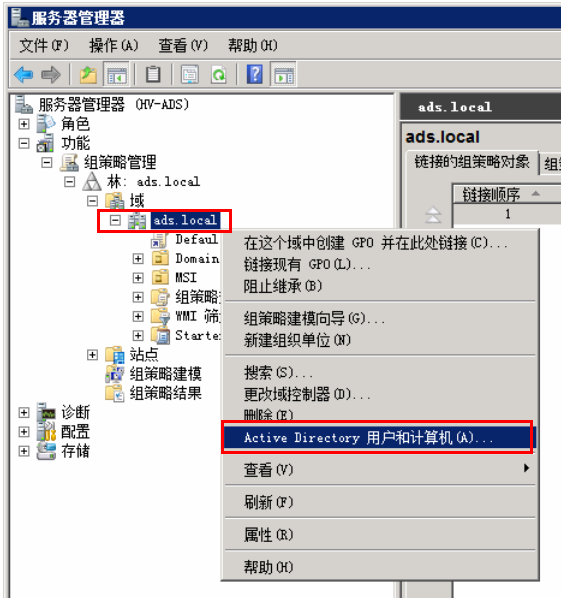 服务器管理器
文件(F) 操作(A) 查看(V) 帮助(H)
服务器管理器 (HV-ADS)
角色
功能
组策略管理
林: ads.local
域
ads.local
Defaul
Domain
MSI
组策略
WMI 筛
Starte
站点
组策略建模
组策略结果
诊断
配置
存储
ads.local
ads.local
链接的组策略对象 组
链接顺序
1
在这个域中创建 GPO 并在此处链接(C)...
链接现有 GPO(L)...
阻止继承(B)
组策略建模向导(G)...
新建组织单位(N)
搜索(S)...
更改域控制器(D)...
删除(E)
Active Directory 用户和计算机(A)...
查看(V)
刷新(F)
属性(R)
帮助(H)